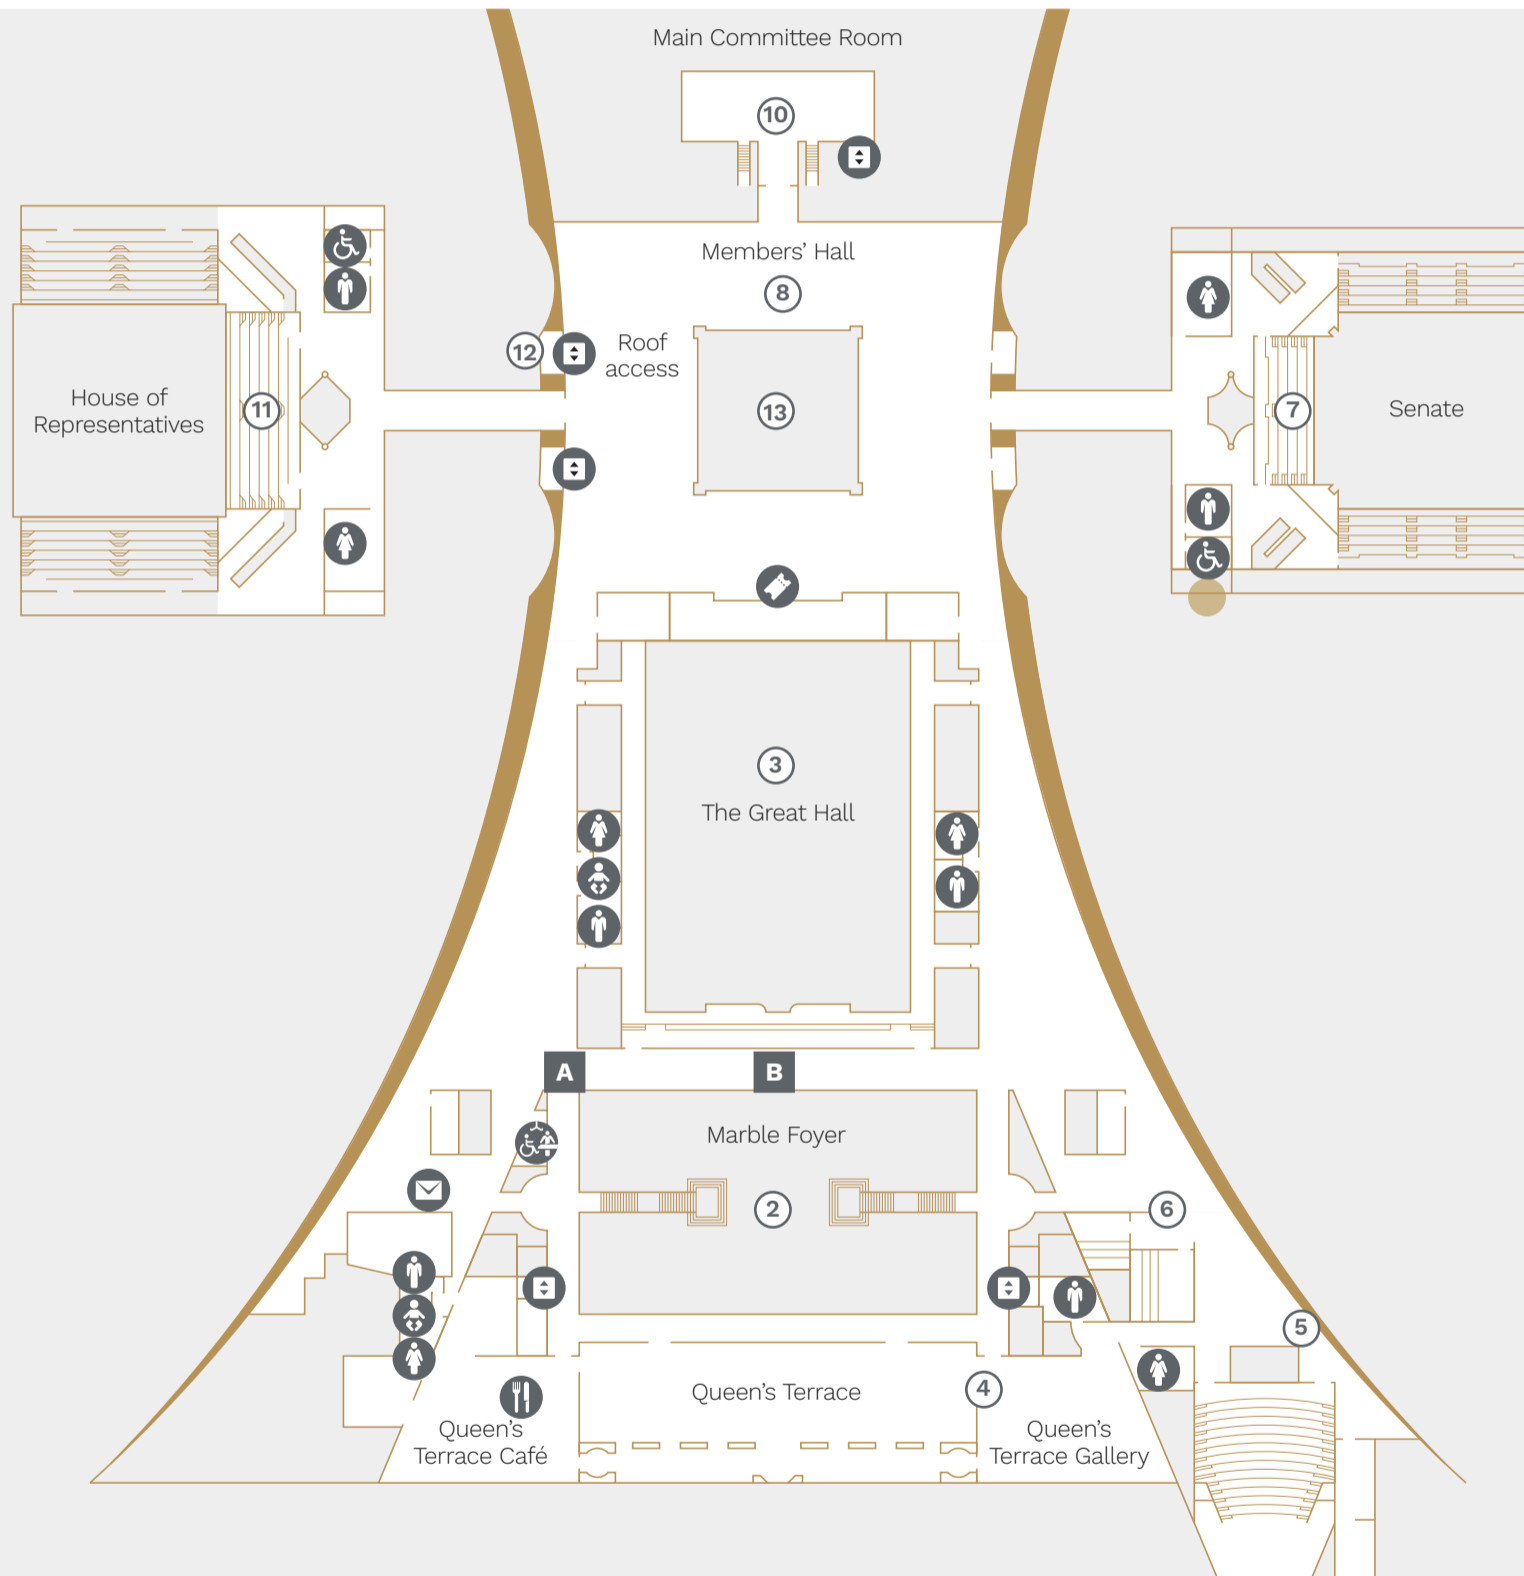 Main Committee Room
10
Members’ Hall
8
12
Roof
access
House of
Representatives
11
13
7
Senate
3
The Great Hall
A
B
Marble Foyer
2
6
5
Queen’s Terrace
4
Queen’s
Terrace Café
Queen’s
Terrace Gallery